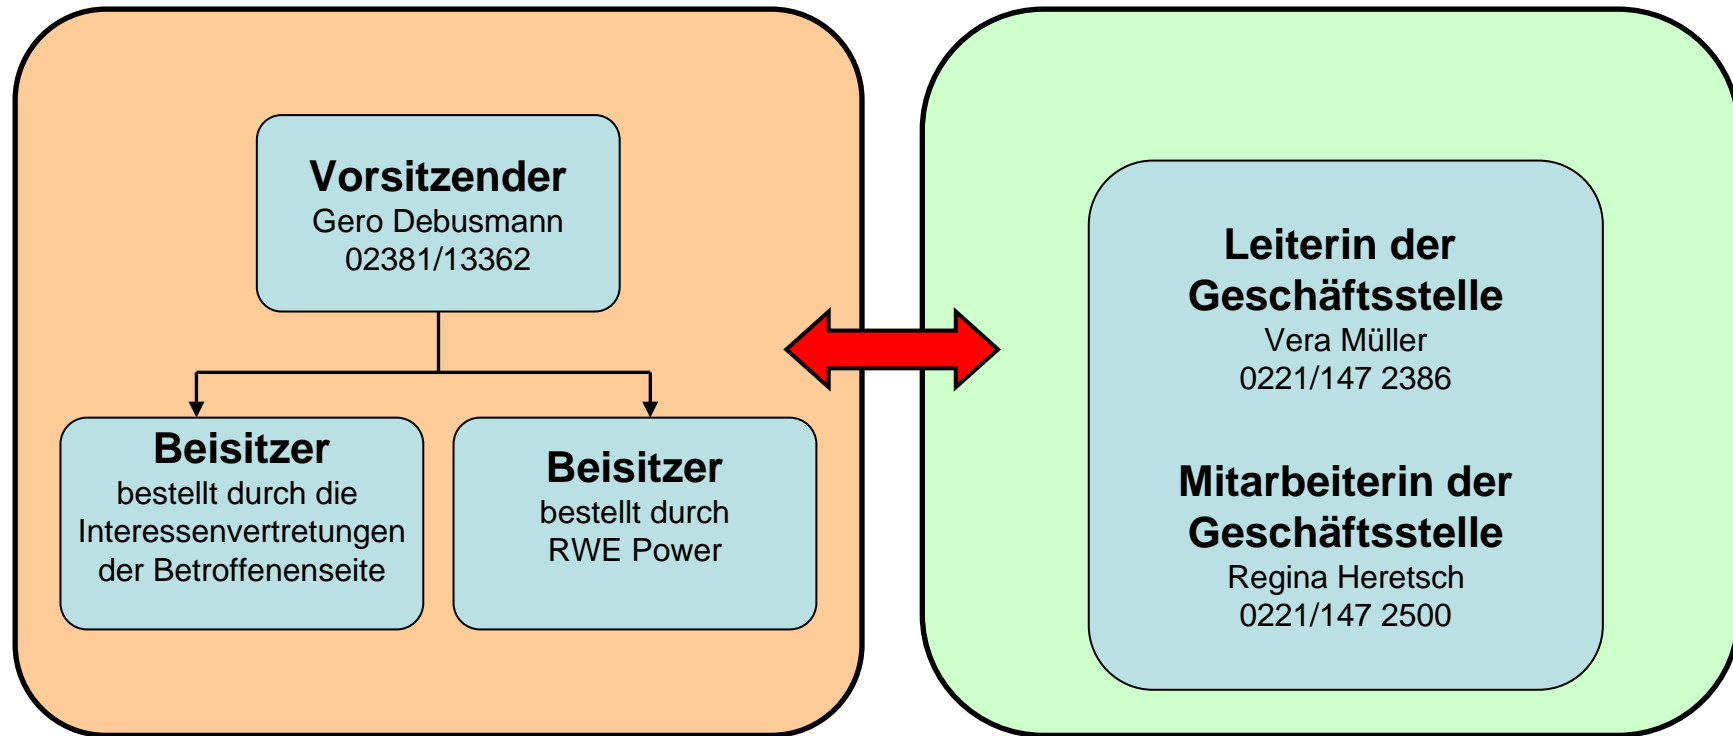 Vorsitzender
Gero Debusmann
02381/13362
Beisitzer
bestellt durch die
Interessenvertretungen
der Betroffenenseite
Beisitzer
bestellt durch
RWE Power
Leiterin der
Geschäftsstelle
Vera Müller
0221/147 2386
Mitarbeiterin der
Geschäftsstelle
Regina Heretsch
0221/147 2500